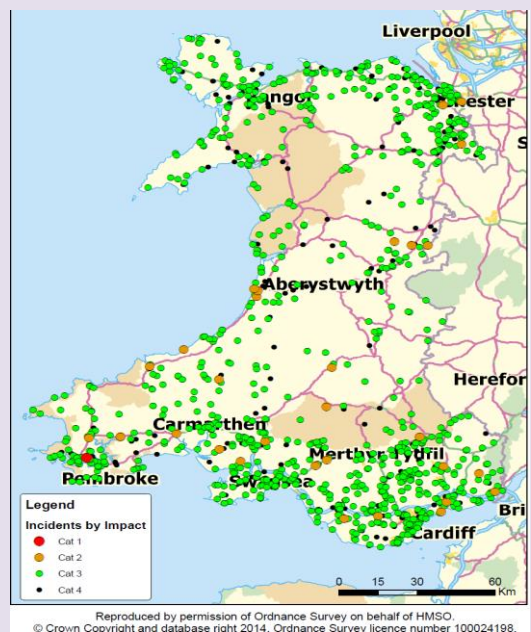 Liverpool
Bangor
Chester
S
Aberystwyth
Herefor
Carmarthen
Merthyr Tydfil
Pembroke
Swansea
Bri
Cardiff
Legend
Incidents by Impact
Cat 1
Cat 2
Cat 3
Cat 4
0 15 30 60
Km
Reproduced by permission of Ordnance Survey on behalf of HMSO.
© Crown Copyright and database right 2014. Ordnance Survey licence number 100024198.